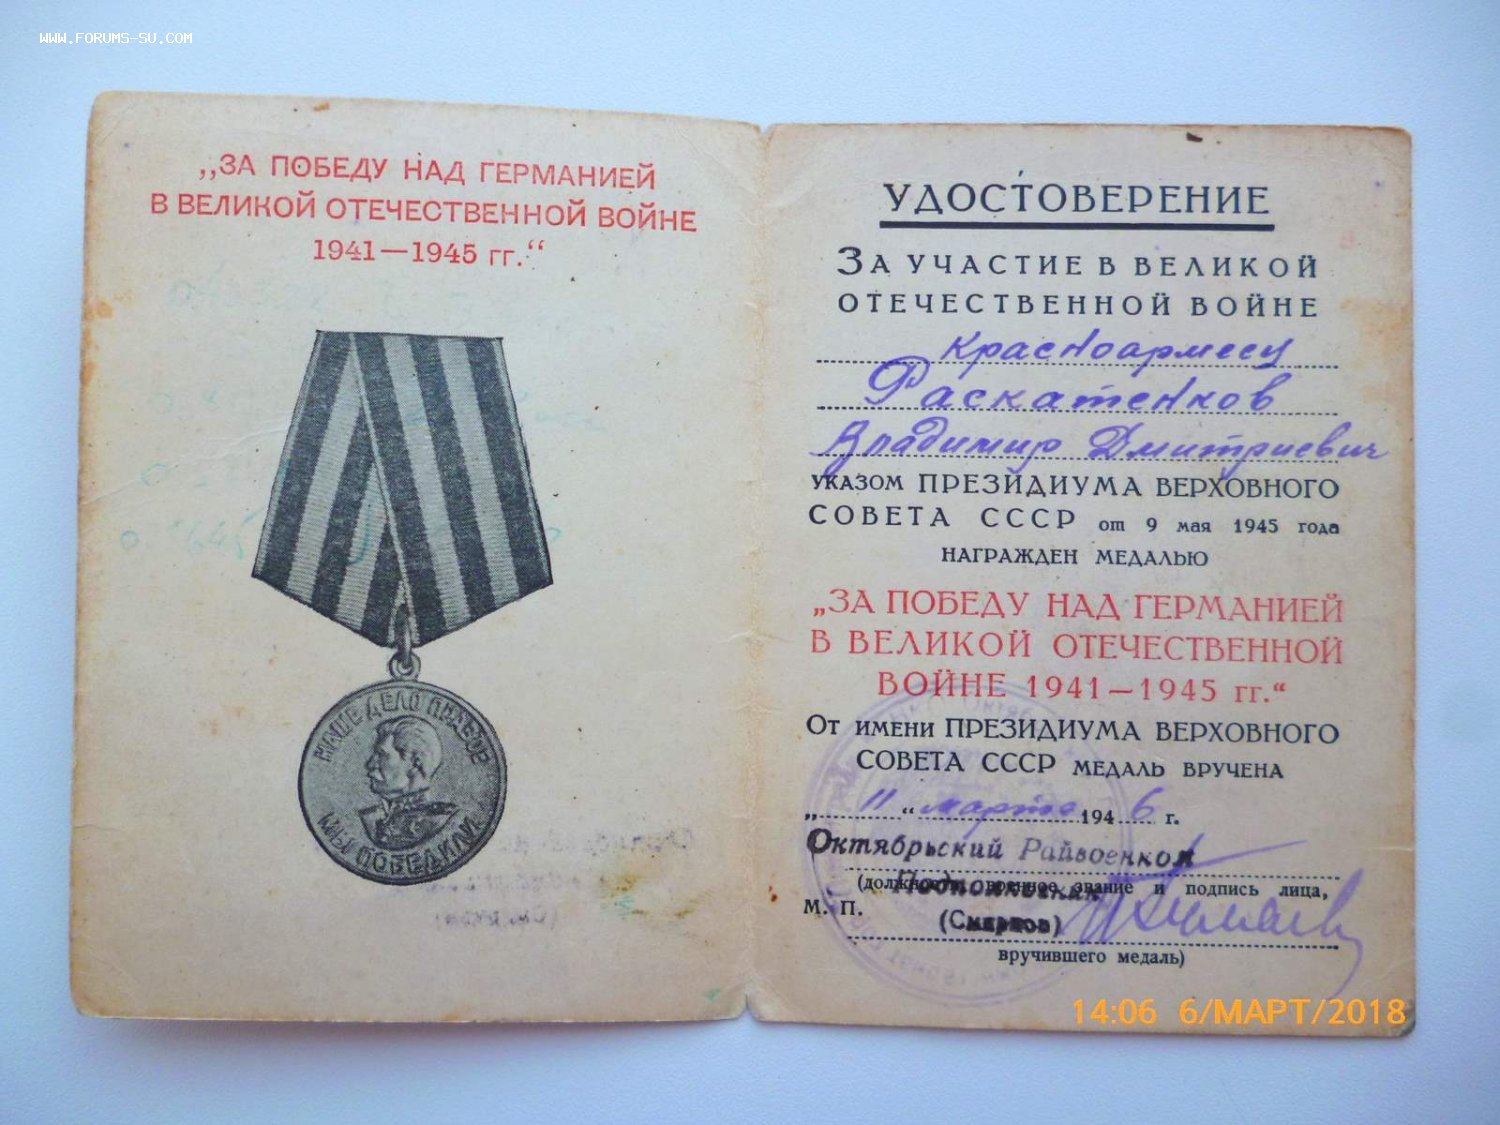 WWW.FORUMS-SU.COM
„ЗА ПОБЕДУ НАД ГЕРМАНИЕЙ
В ВЕЛИКОЙ ОТЕЧЕСТВЕННОЙ ВОЙНЕ
1941—1945 гг.“
НАШЕ ДЕЛО ПРАВОЕ
МЫ ПОБЕДИЛИ
УДОСТОВЕРЕНИЕ
ЗА УЧАСТИЕ В ВЕЛИКОЙ
ОТЕЧЕСТВЕННОЙ ВОЙНЕ
красноармеец
Раскатенков
Владимир Дмитриевич
УКАЗОМ ПРЕЗИДИУМА ВЕРХОВНОГО
СОВЕТА СССР от 9 мая 1945 года
НАГРАЖДЕН МЕДАЛЬЮ
„ЗА ПОБЕДУ НАД ГЕРМАНИЕЙ
В ВЕЛИКОЙ ОТЕЧЕСТВЕННОЙ
ВОЙНЕ 1941—1945 гг.“
ОТ ИМЕНИ ПРЕЗИДИУМА ВЕРХОВНОГО
СОВЕТА СССР МЕДАЛЬ ВРУЧЕНА
„11“ марта 1946 г.
Октябрьский Райвоенком
(должность, военное звание и подпись лица,
Подполковник
М. П.
(Смирнов)
вручившего медаль)
14:06 6/МАРТ/2018